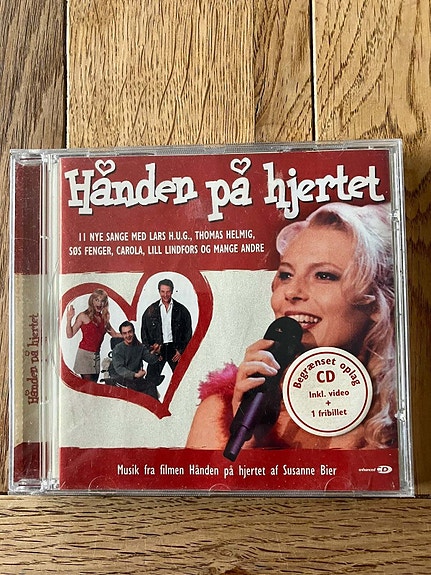 Hånden på hjertet
11 NYE SANGE MED LARS H.U.G., THOMAS HELMIG,
SØS FENGER, CAROLA, LILL LINDFORS OG MANGE ANDRE
Hånden på hjertet
Begrænset oplag
CD
Inkl. video
+
1 fribillet
Musik fra filmen Hånden på hjertet af Susanne Bier
enhanced CD